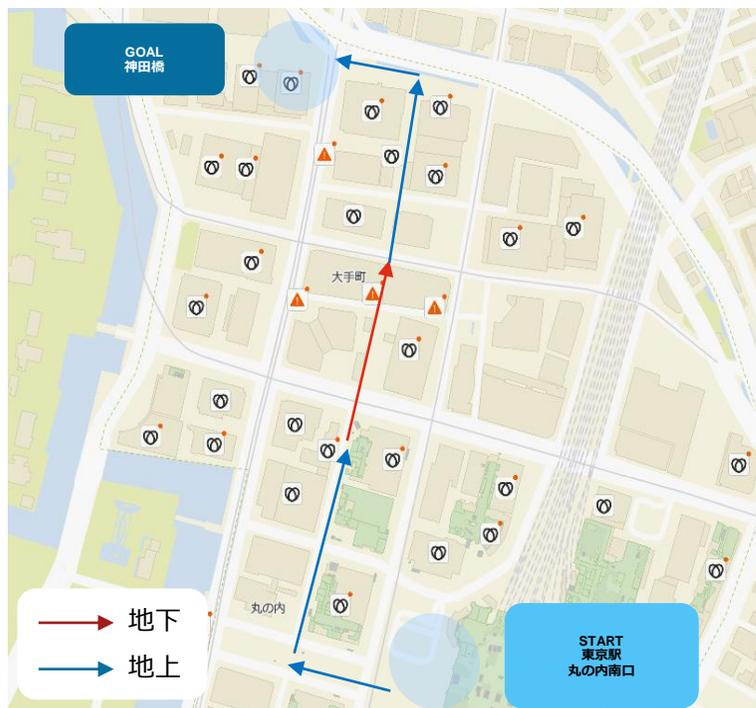 GOAL
神田橋
大手町
丸の内
地下
地上
START
東京駅
丸の内南口